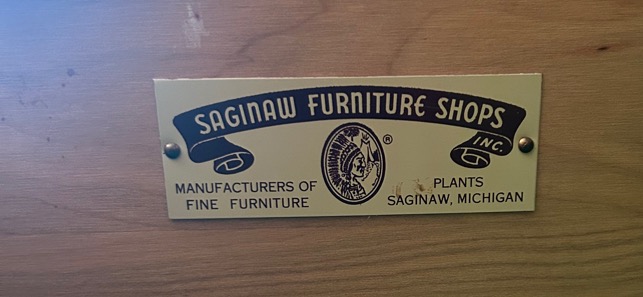 SAGINAW FURNITURE SHOPS
INC.
®
MANUFACTURERS OF
FINE FURNITURE
PLANTS
SAGINAW, MICHIGAN